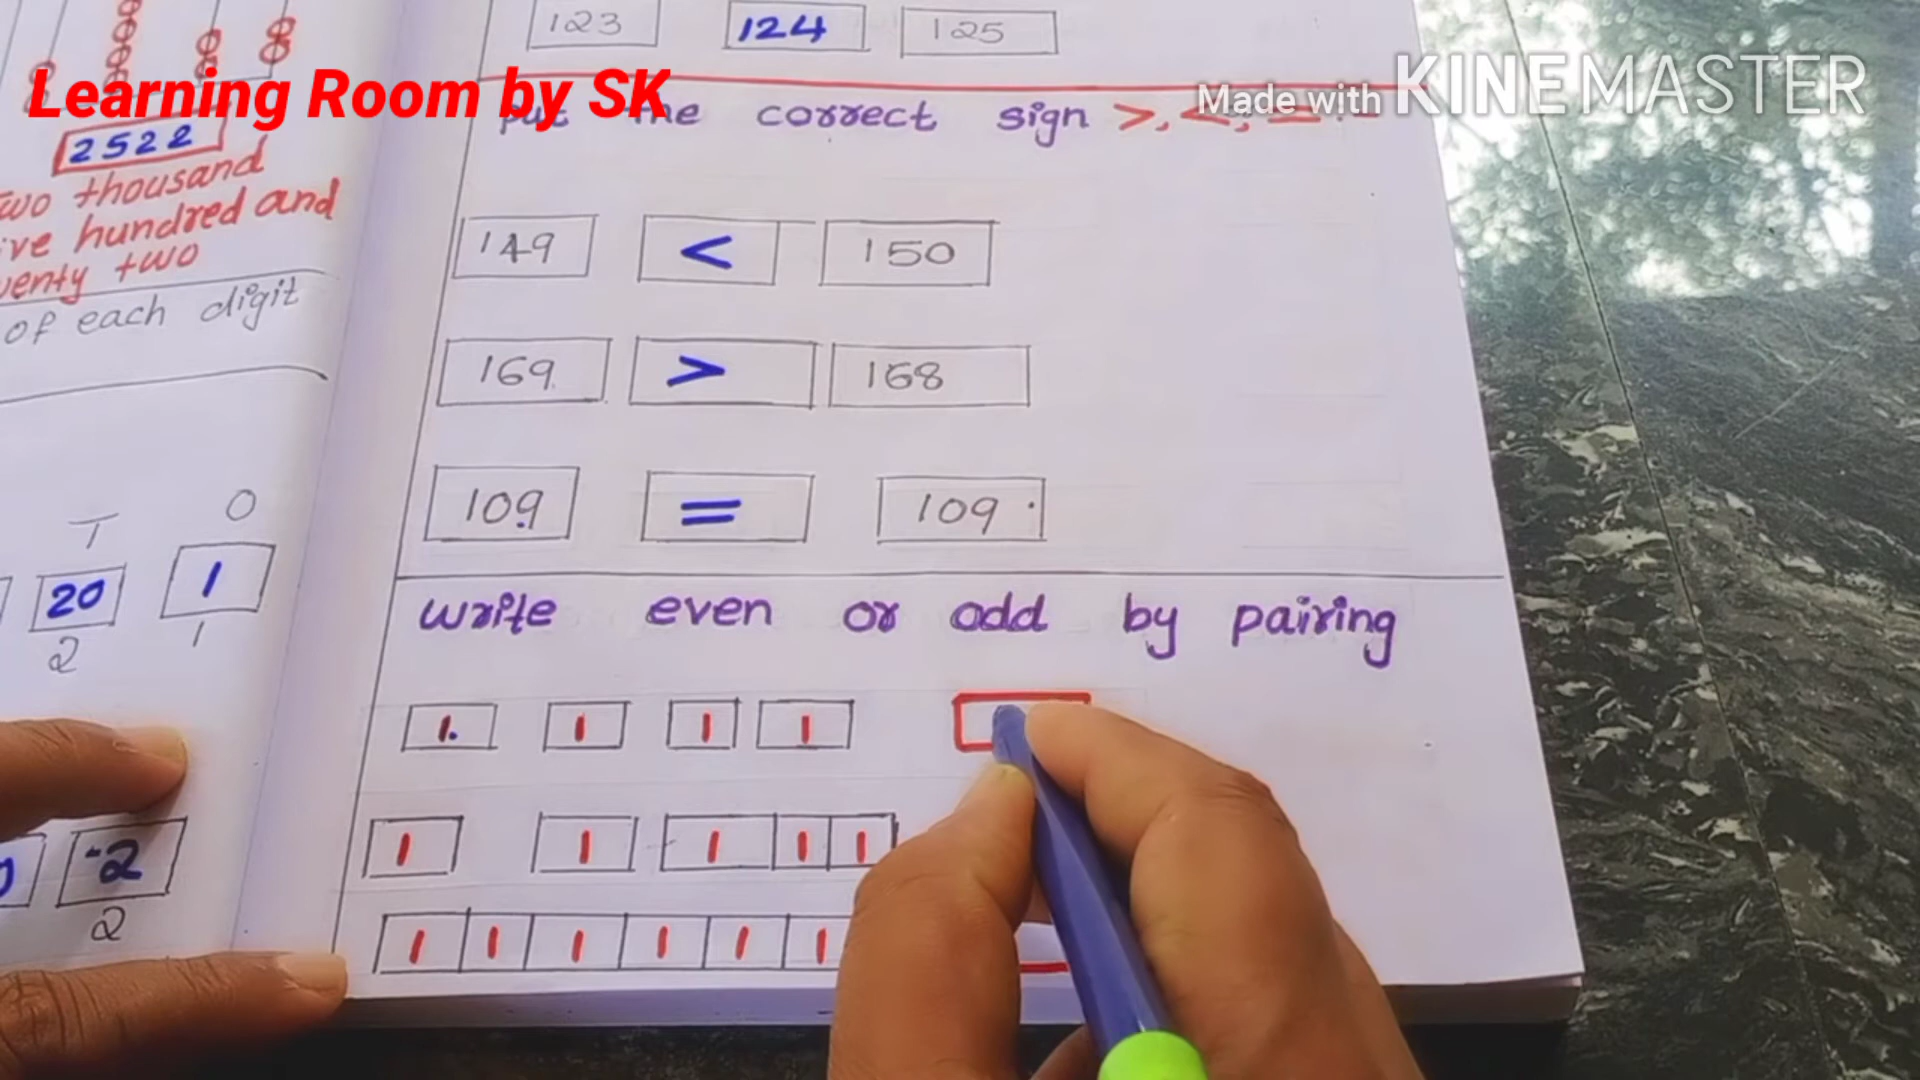 Learning Room by SK
Made with KINEMASTER
2522
Two thousand
five hundred and
twenty two
of each digit
T O
20 1
2 1
2
2
123 124 125
Put the correct sign >, <, =
149 < 150
169 > 168
109 = 109
write even or odd by pairing
1 1 1 1
1 1 1 1 1
1 1 1 1 1 1